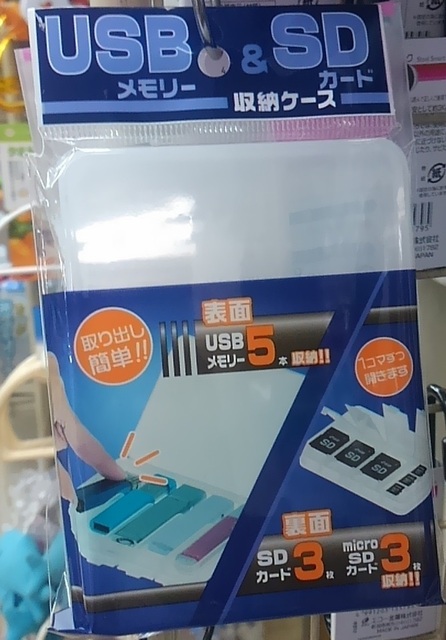 USB & SD
メモリー カード
収納ケース
取り出し
簡単!!
表面
USB
メモリー5本収納!!
1コマずつ
開きます
SD
SD
SD
裏面
SD
カード3枚
micro
SD
カード3枚
収納!!